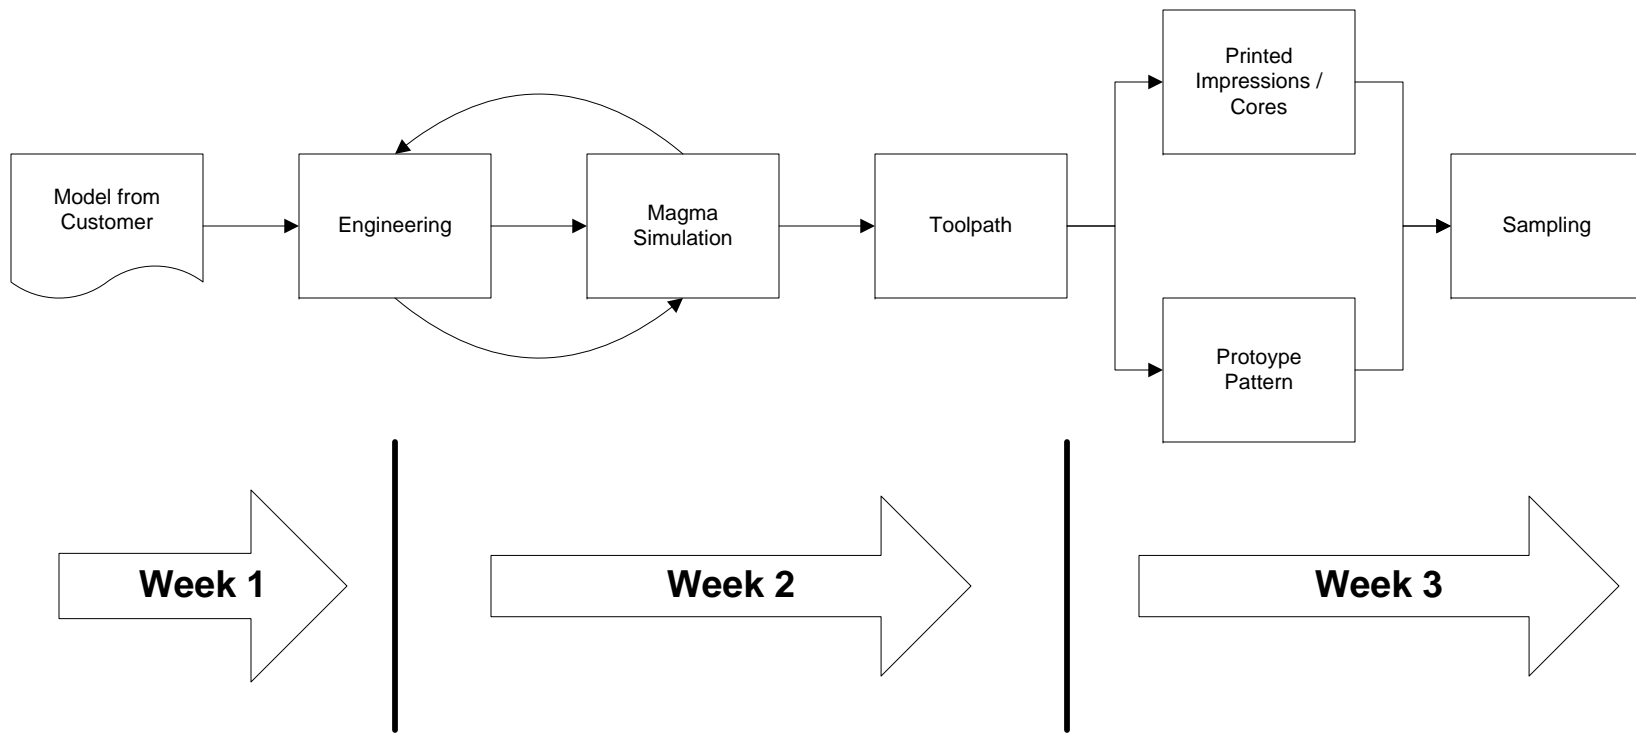 Model from
Customer
Engineering
Magma
Simulation
Toolpath
Printed
Impressions /
Cores
Protoype
Pattern
Sampling
Week 1
Week 2
Week 3